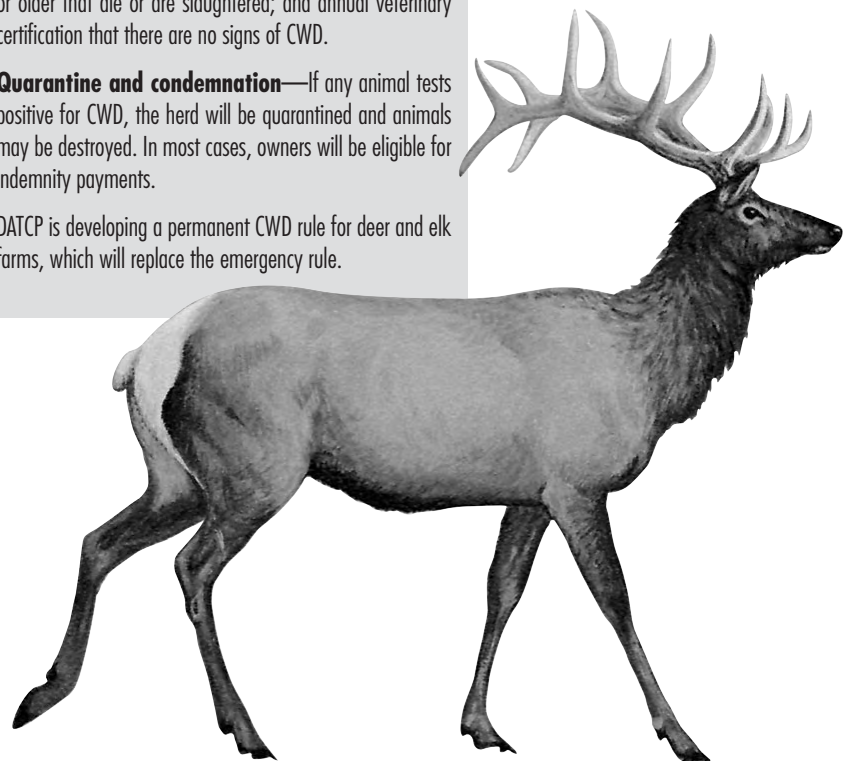 or older that die or are slaughtered; and annual veterinary
certification that there are no signs of CWD.
Quarantine and condemnation—If any animal tests
positive for CWD, the herd will be quarantined and animals
may be destroyed. In most cases, owners will be eligible for
indemnity payments.
DATCP is developing a permanent CWD rule for deer and elk
farms, which will replace the emergency rule.